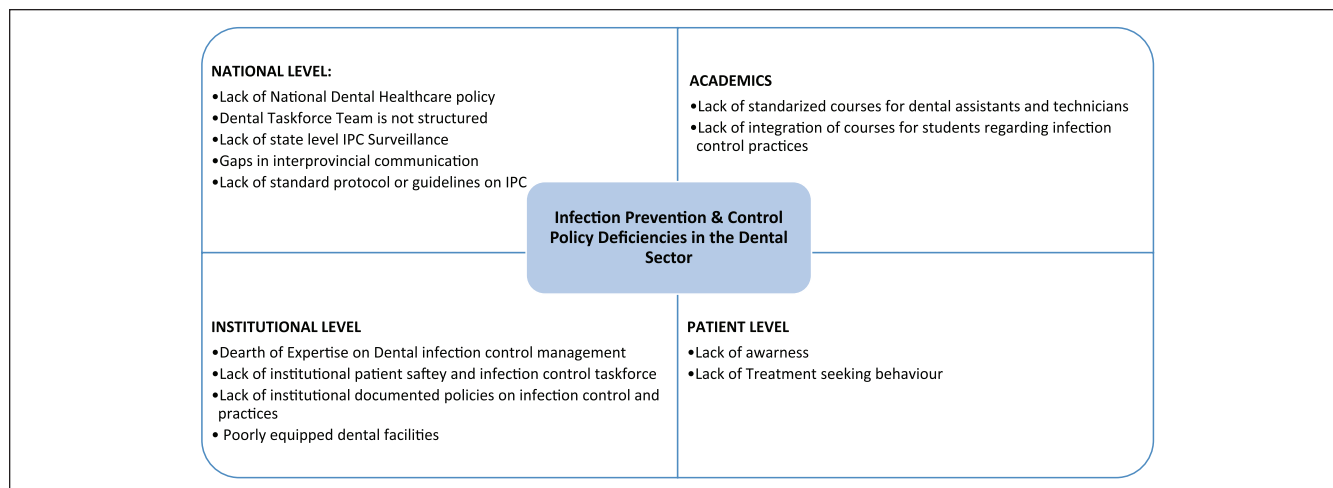 NATIONAL LEVEL:
•Lack of National Dental Healthcare policy
•Dental Taskforce Team is not structured
•Lack of state level IPC Surveillance
•Gaps in interprovincial communication
•Lack of standard protocol or guidelines on IPC
ACADEMICS
•Lack of standarized courses for dental assistants and technicians
•Lack of integration of courses for students regarding infection
control practices
Infection Prevention & Control
Policy Deficiencies in the Dental
Sector
INSTITUTIONAL LEVEL
•Dearth of Expertise on Dental infection control management
•Lack of institutional patient saftey and infection control taskforce
•Lack of institutional documented policies on infection control and
practices
• Poorly equipped dental facilities
PATIENT LEVEL
•Lack of awarness
•Lack of Treatment seeking behaviour